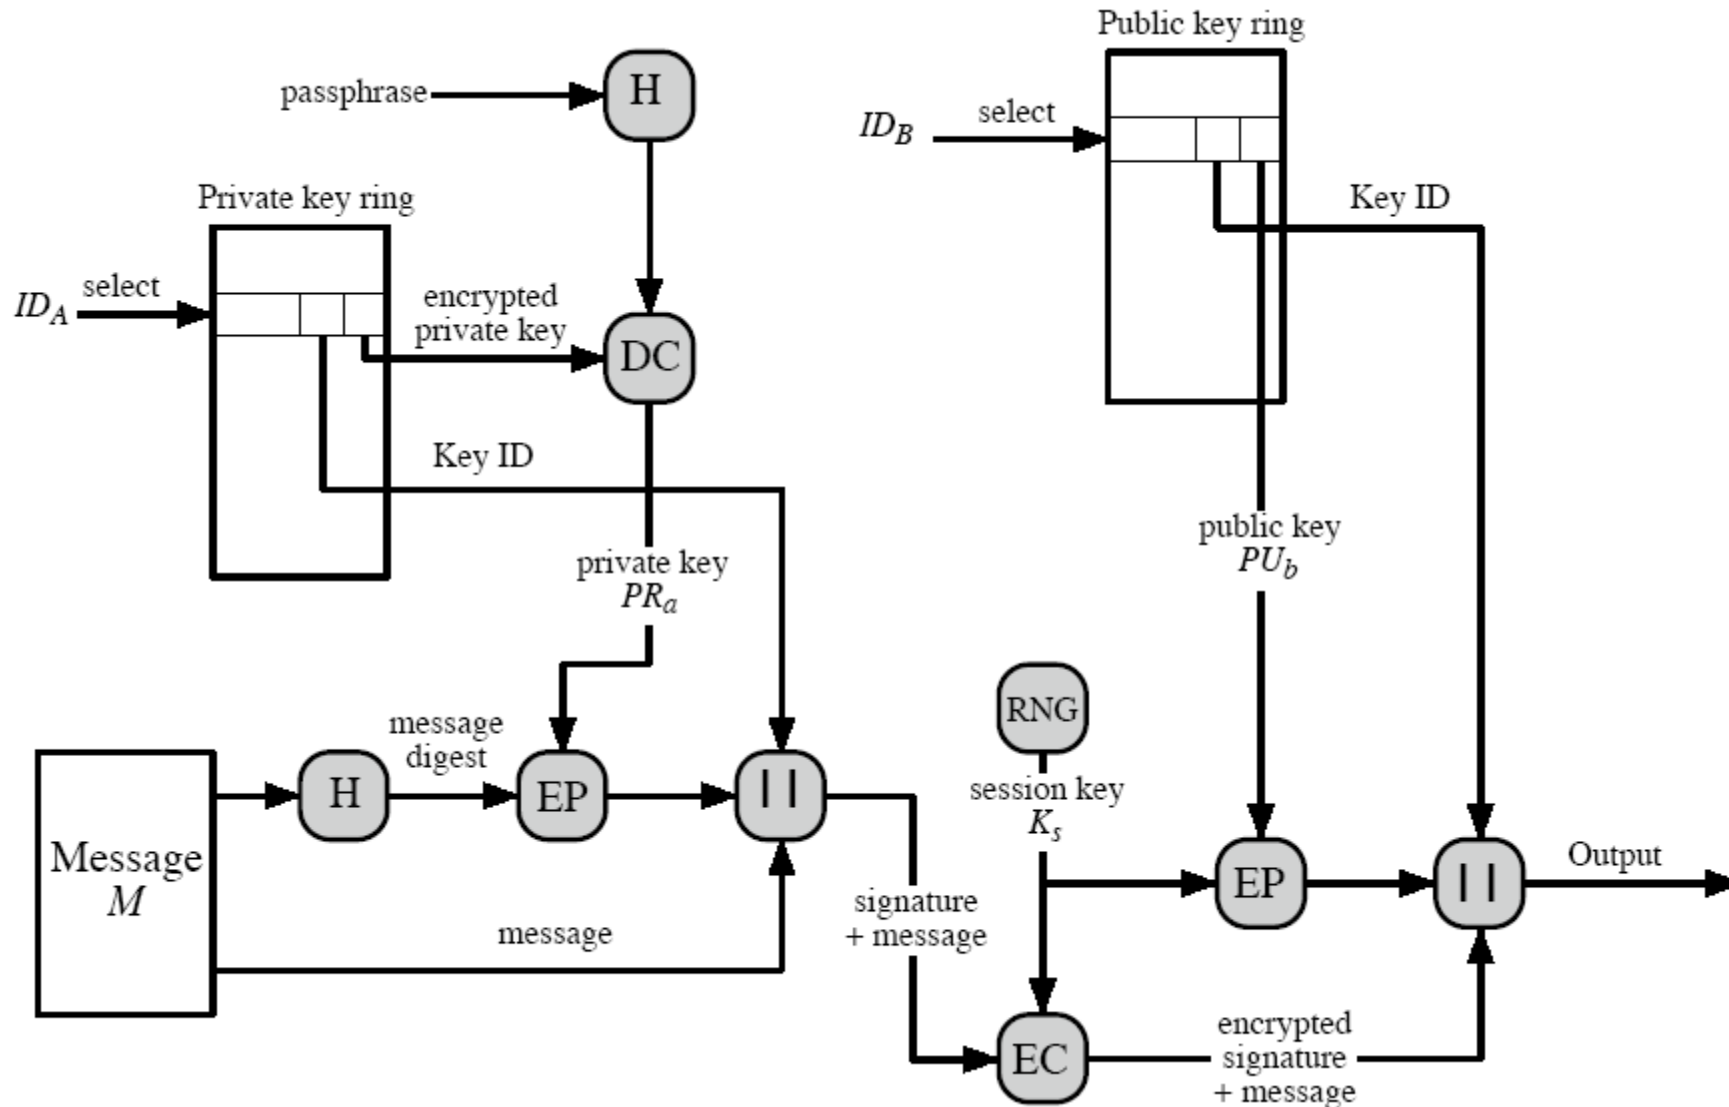 Public key ring
passphrase
H
ID_B
select
Private key ring
Key ID
ID_A
select
encrypted
private key
DC
Key ID
public key
PU_b
private key
PR_a
RNG
message
digest
session key
K_s
H
EP
||
Message
M
Output
EP
||
signature
+ message
message
encrypted
signature
+ message
EC